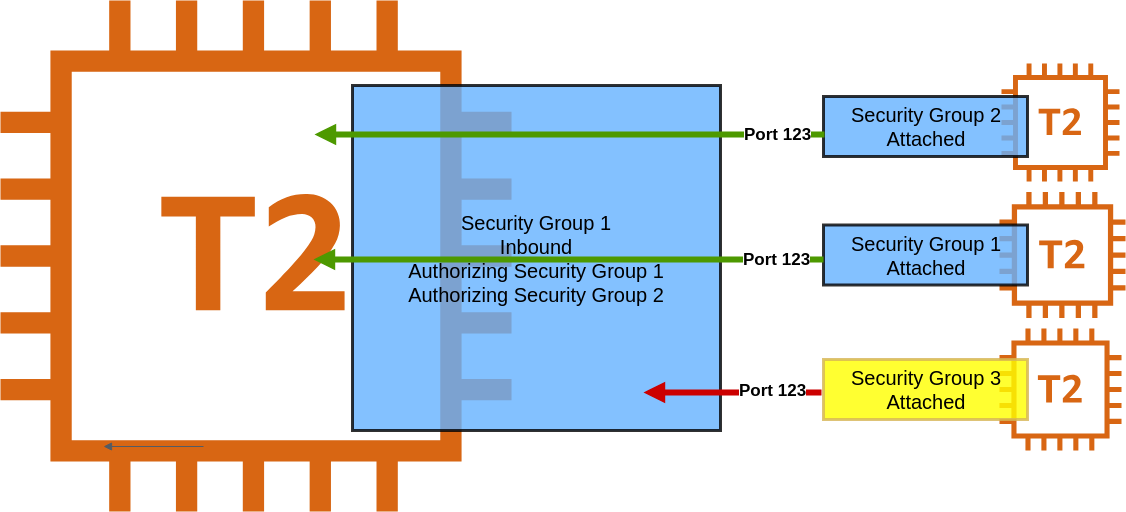 T2
Security Group 1
Inbound
Authorizing Security Group 1
Authorizing Security Group 2
Port 123
Security Group 2
Attached
T2
Port 123
Security Group 1
Attached
T2
Port 123
Security Group 3
Attached
T2